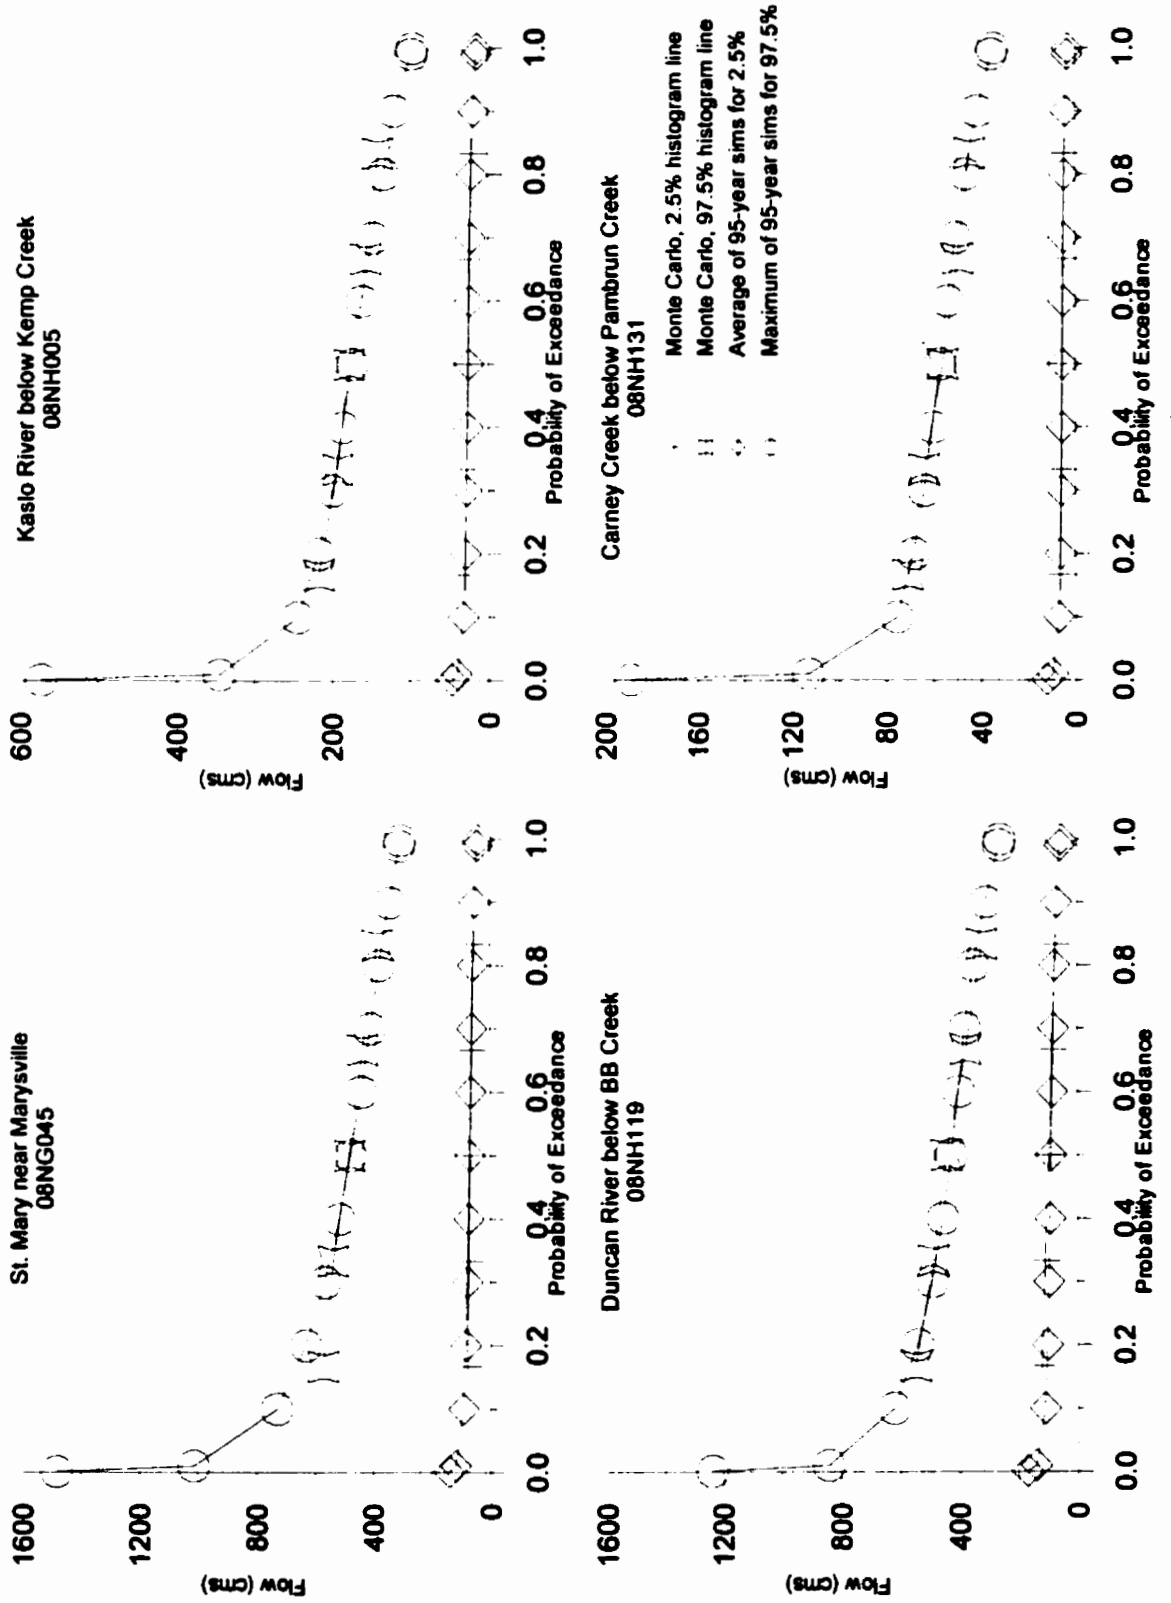 St. Mary near Marysville
08NG045
1600
1200
800
400
0
Flow (cms)
0.0 0.2 0.4 0.6 0.8 1.0
Probability of Exceedance
Kaslo River below Kemp Creek
08NH005
600
400
200
0
Flow (cms)
0.0 0.2 0.4 0.6 0.8 1.0
Probability of Exceedance
Duncan River below BB Creek
08NH119
1600
1200
800
400
0
Flow (cms)
0.0 0.2 0.4 0.6 0.8 1.0
Probability of Exceedance
Carney Creek below Pambrun Creek
08NH131
200
160
120
80
40
0
Flow (cms)
0.0 0.2 0.4 0.6 0.8 1.0
Probability of Exceedance
Monte Carlo, 2.5% histogram line
Monte Carlo, 97.5% histogram line
Average of 95-year sims for 2.5%
Maximum of 95-year sims for 97.5%